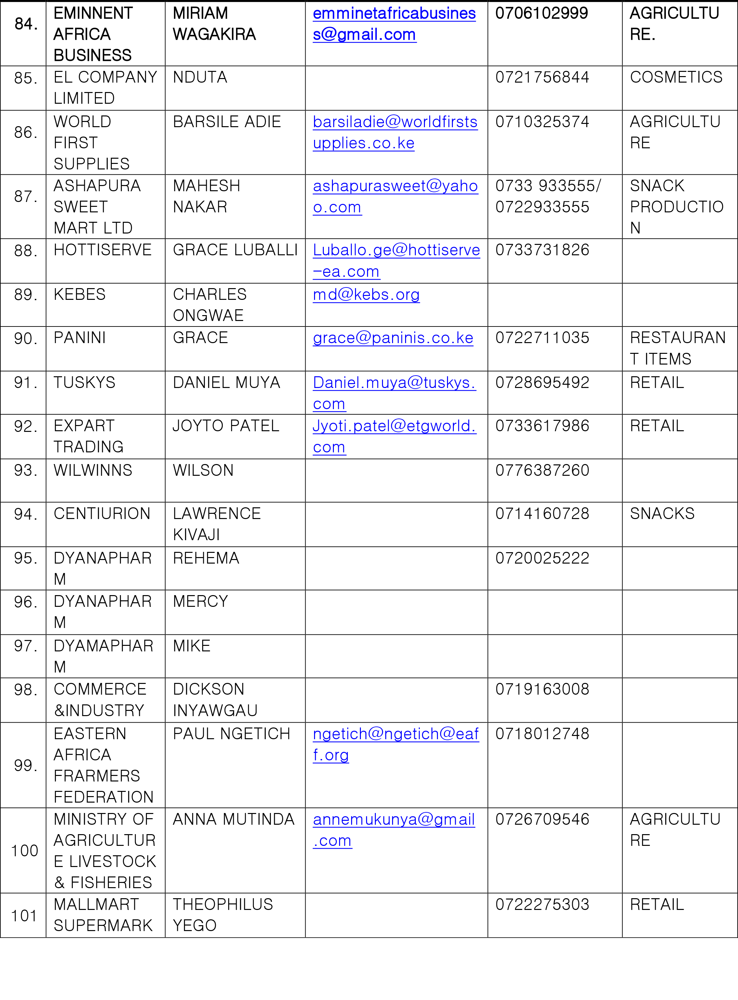 84. EMINNENT MIRIAM emminetafricabusines 0706102999 AGRICULTU
AFRICA WAGAKIRA s@gmail.com RE.
BUSINESS
85. EL COMPANY NDUTA 0721756844 COSMETICS
LIMITED
86. WORLD BARSILE ADIE barsiladie@worldfirsts 0710325374 AGRICULTU
FIRST upplies.co.ke RE
SUPPLIES
87. ASHAPURA MAHESH ashapurasweet@yaho 0733 933555/ SNACK
SWEET NAKAR o.com 0722933555 PRODUCTIO
MART LTD N
88. HOTTISERVE GRACE LUBALLI Luballo.ge@hottiserve 0733731826
-ea.com
89. KEBES CHARLES md@kebs.org
ONGWAE
90. PANINI GRACE grace@paninis.co.ke 0722711035 RESTAURAN
T ITEMS
91. TUSKYS DANIEL MUYA Daniel.muya@tuskys. 0728695492 RETAIL
com
92. EXPART JOYTO PATEL Jyoti.patel@etgworld. 0733617986 RETAIL
TRADING com
93. WILWINNS WILSON 0776387260
94. CENTIURION LAWRENCE 0714160728 SNACKS
KIVAJI
95. DYANAPHAR REHEMA 0720025222
M
96. DYANAPHAR MERCY
M
97. DYAMAPHAR MIKE
M
98. COMMERCE DICKSON 0719163008
&INDUSTRY INYAWGAU
99. EASTERN PAUL NGETICH ngetich@ngetich@eaf 0718012748
AFRICA f.org
FRARMERS
FEDERATION
100 MINISTRY OF ANNA MUTINDA annemukunya@gmail 0726709546 AGRICULTU
AGRICULTUR .com RE
E LIVESTOCK
& FISHERIES
101 MALLMART THEOPHILUS 0722275303 RETAIL
SUPERMARK YEGO